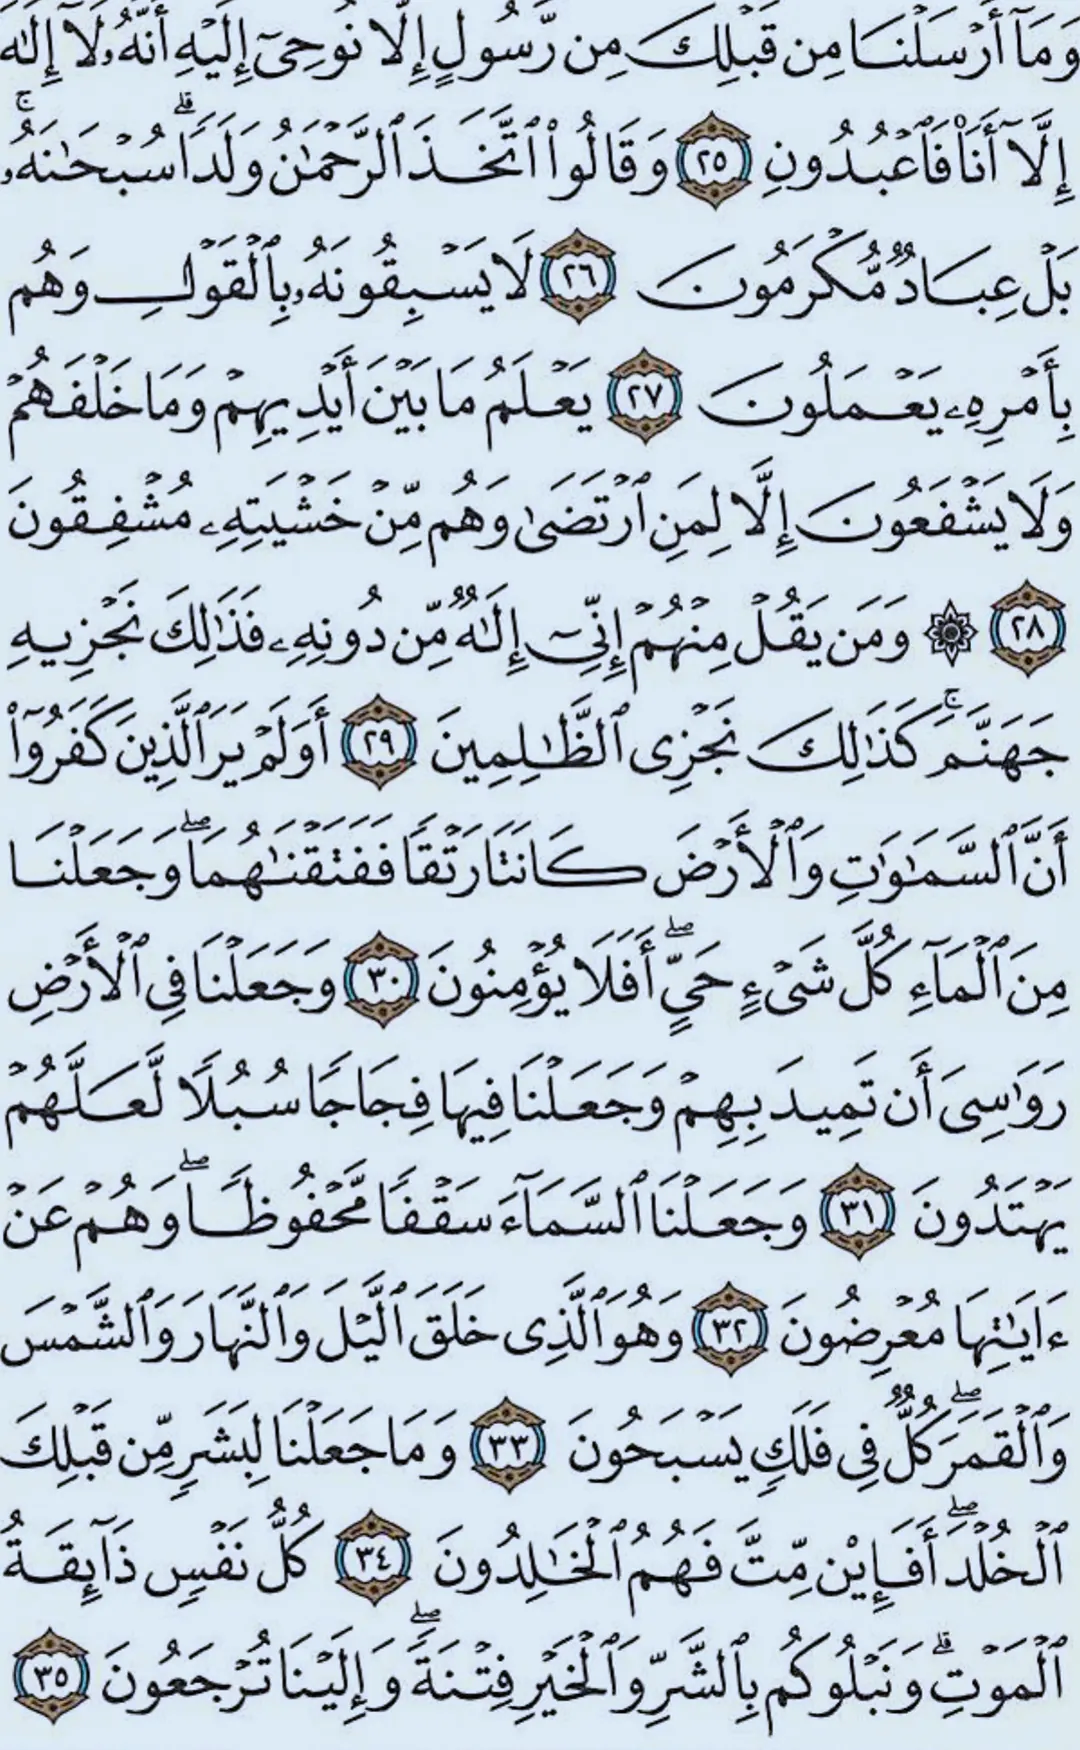 وَمَآ أَرۡسَلۡنَا مِن قَبۡلِكَ مِن رَّسُولٍ إِلَّا نُوحِيٓ إِلَيۡهِ أَنَّهُۥ لَآ إِلَٰهَ
إِلَّآ أَنَا۠ فَٱعۡبُدُونِ ٢٥ وَقَالُواْ ٱتَّخَذَ ٱلرَّحۡمَٰنُ وَلَدٗاۗ سُبۡحَٰنَهُۥۚ
بَلۡ عِبَادٞ مُّكۡرَمُونَ ٢٦ لَا يَسۡبِقُونَهُۥ بِٱلۡقَوۡلِ وَهُم
بِأَمۡرِهِۦ يَعۡمَلُونَ ٢٧ يَعۡلَمُ مَا بَيۡنَ أَيۡدِيهِمۡ وَمَا خَلۡفَهُمۡ
وَلَا يَشۡفَعُونَ إِلَّا لِمَنِ ٱرۡتَضَىٰ وَهُم مِّنۡ خَشۡيَتِهِۦ مُشۡفِقُونَ
٢٨ ۞ وَمَن يَقُلۡ مِنۡهُمۡ إِنِّيٓ إِلَٰهٞ مِّن دُونِهِۦ فَذَٰلِكَ نَجۡزِيهِ
جَهَنَّمَۚ كَذَٰلِكَ نَجۡزِي ٱلظَّٰلِمِينَ ٢٩ أَوَلَمۡ يَرَ ٱلَّذِينَ كَفَرُوٓاْ
أَنَّ ٱلسَّمَٰوَٰتِ وَٱلۡأَرۡضَ كَانَتَا رَتۡقٗا فَفَتَقۡنَٰهُمَاۖ وَجَعَلۡنَا
مِنَ ٱلۡمَآءِ كُلَّ شَيۡءٍ حَيٍّۖ أَفَلَا يُؤۡمِنُونَ ٣٠ وَجَعَلۡنَا فِي ٱلۡأَرۡضِ
رَوَٰسِيَ أَن تَمِيدَ بِهِمۡ وَجَعَلۡنَا فِيهَا فِجَاجٗا سُبُلٗا لَّعَلَّهُمۡ
يَهۡتَدُونَ ٣١ وَجَعَلۡنَا ٱلسَّمَآءَ سَقۡفٗا مَّحۡفُوظٗاۖ وَهُمۡ عَنۡ
ءَايَٰتِهَا مُعۡرِضُونَ ٣٢ وَهُوَ ٱلَّذِي خَلَقَ ٱلَّيۡلَ وَٱلنَّهَارَ وَٱلشَّمۡسَ
وَٱلۡقَمَرَۖ كُلّٞ فِي فَلَكٖ يَسۡبَحُونَ ٣٣ وَمَا جَعَلۡنَا لِبَشَرٖ مِّن قَبۡلِكَ
ٱلۡخُلۡدَۖ أَفَإِيْن مِّتَّ فَهُمُ ٱلۡخَٰلِدُونَ ٣٤ كُلُّ نَفۡسٖ ذَآئِقَةُ
ٱلۡمَوۡتِۗ وَنَبۡلُوكُم بِٱلشَّرِّ وَٱلۡخَيۡرِ فِتۡنَةٗۖ وَإِلَيۡنَا تُرۡجَعُونَ ٣٥